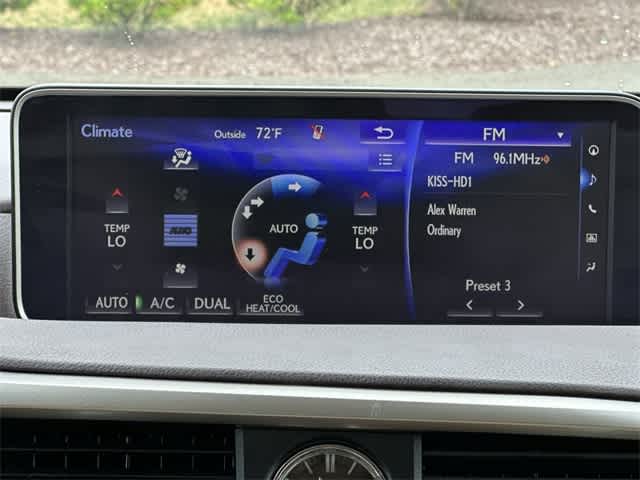 Climate
Outside 72°F
TEMP
LO
AUTO
AUTO
TEMP
LO
AUTO
A/C
DUAL
ECO
HEAT/COOL
FM
FM 96.1MHz
KISS-HD1
Alex Warren
Ordinary
Preset 3